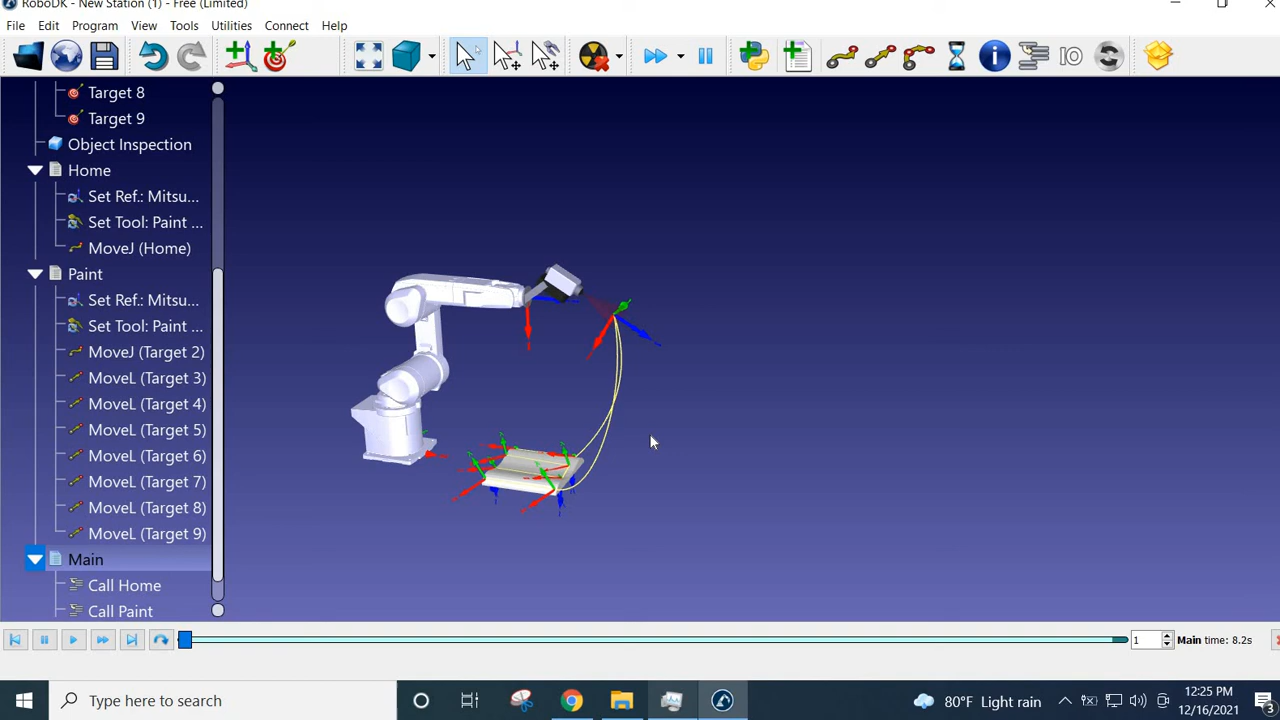 RoboDK - New Station (1) - Free (Limited)
File Edit Program View Tools Utilities Connect Help
IO
Target 8
Target 9
Object Inspection
Home
Set Ref.: Mitsu...
Set Tool: Paint ...
MoveJ (Home)
Paint
Set Ref.: Mitsu...
Set Tool: Paint ...
MoveJ (Target 2)
MoveL (Target 3)
MoveL (Target 4)
MoveL (Target 5)
MoveL (Target 6)
MoveL (Target 7)
MoveL (Target 8)
MoveL (Target 9)
Main
Call Home
Call Paint
1 Main time: 8.2s
Type here to search
80°F Light rain
12:25 PM
12/16/2021
3